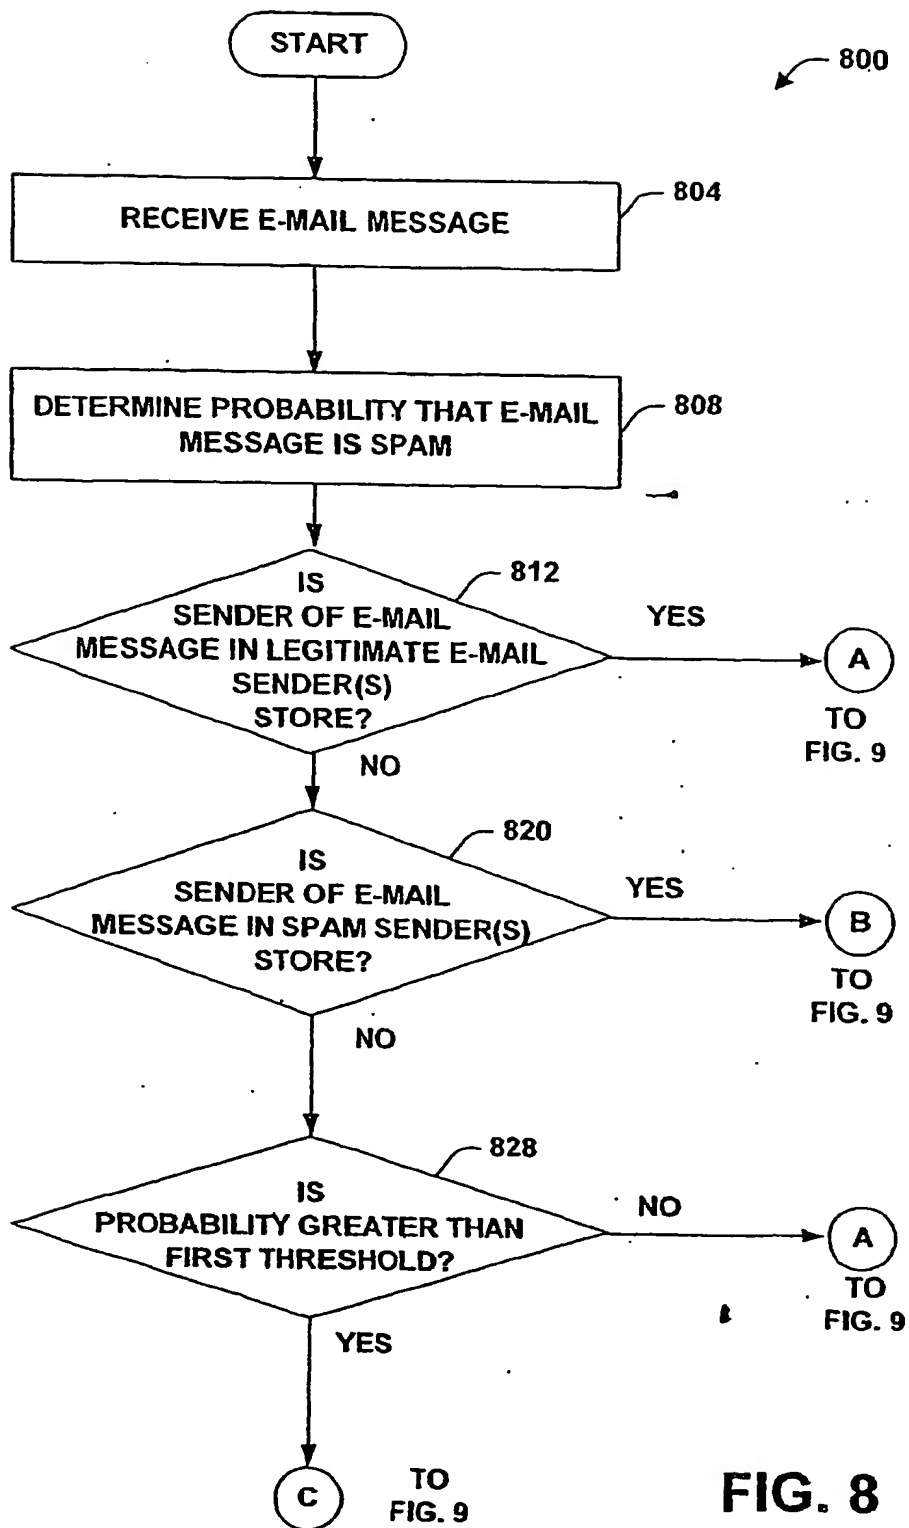 START
800
RECEIVE E-MAIL MESSAGE
804
DETERMINE PROBABILITY THAT E-MAIL
MESSAGE IS SPAM
808
IS
SENDER OF E-MAIL
MESSAGE IN LEGITIMATE E-MAIL
SENDER(S)
STORE?
812
YES
A
TO
FIG. 9
NO
IS
SENDER OF E-MAIL
MESSAGE IN SPAM SENDER(S)
STORE?
820
YES
B
TO
FIG. 9
NO
IS
PROBABILITY GREATER THAN
FIRST THRESHOLD?
828
NO
A
TO
FIG. 9
YES
C
TO
FIG. 9
FIG. 8